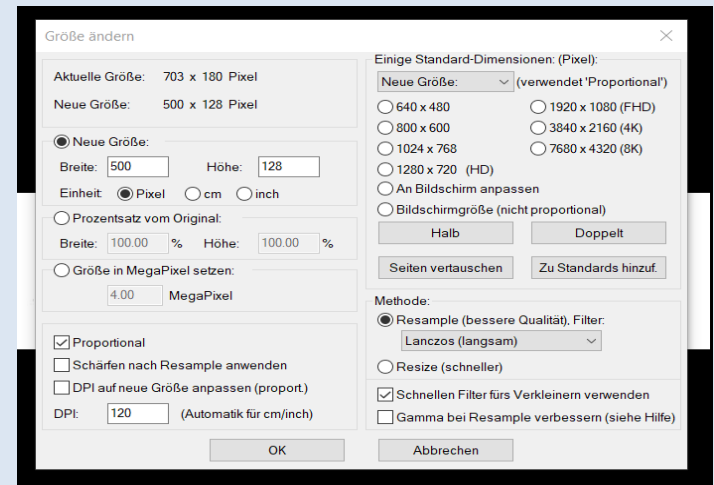 Größe ändern
Aktuelle Größe: 703 x 180 Pixel
Neue Größe: 500 x 128 Pixel
Neue Größe:
Breite: 500 Höhe: 128
Einheit: Pixel cm inch
Prozentsatz vom Original:
Breite: 100.00 % Höhe: 100.00 %
Größe in MegaPixel setzen:
4.00 MegaPixel
Proportional
Schärfen nach Resample anwenden
DPI auf neue Größe anpassen (proport.)
DPI: 120 (Automatik für cm/inch)
OK
Einige Standard-Dimensionen: (Pixel):
Neue Größe: (verwendet 'Proportional')
640 x 480 1920 x 1080 (FHD)
800 x 600 3840 x 2160 (4K)
1024 x 768 7680 x 4320 (8K)
1280 x 720 (HD)
An Bildschirm anpassen
Bildschirmgröße (nicht proportional)
Halb Doppelt
Seiten vertauschen Zu Standards hinzuf.
Methode:
Resample (bessere Qualität), Filter:
Lanczos (langsam)
Resize (schneller)
Schnellen Filter fürs Verkleinern verwenden
Gamma bei Resample verbessern (siehe Hilfe)
Abbrechen